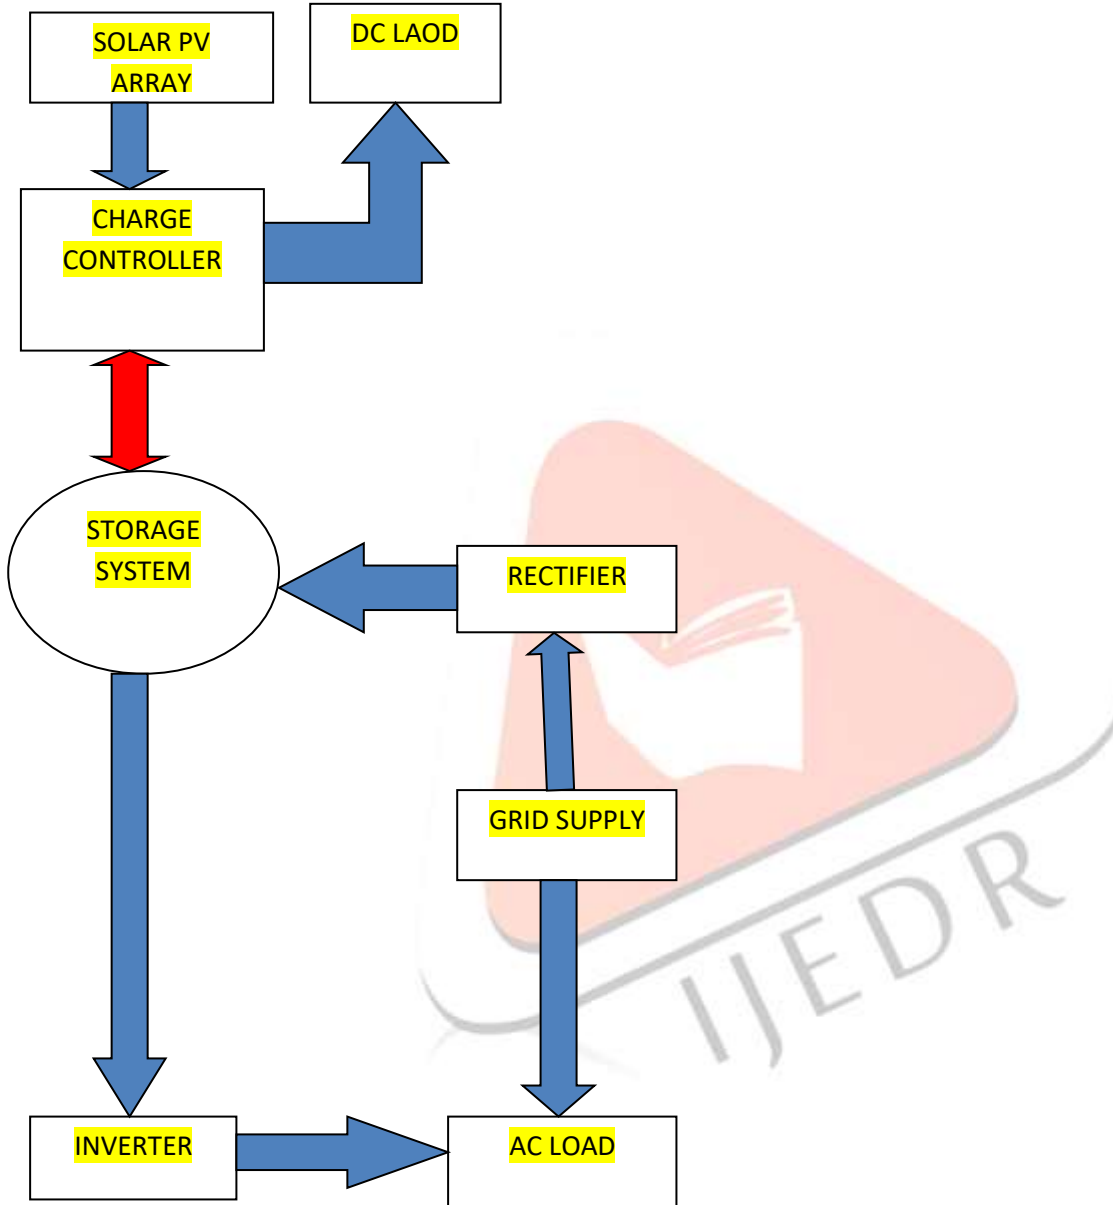 SOLAR PV
ARRAY
DC LAOD
CHARGE
CONTROLLER
STORAGE
SYSTEM
RECTIFIER
GRID SUPPLY
IJEDR
INVERTER
AC LOAD